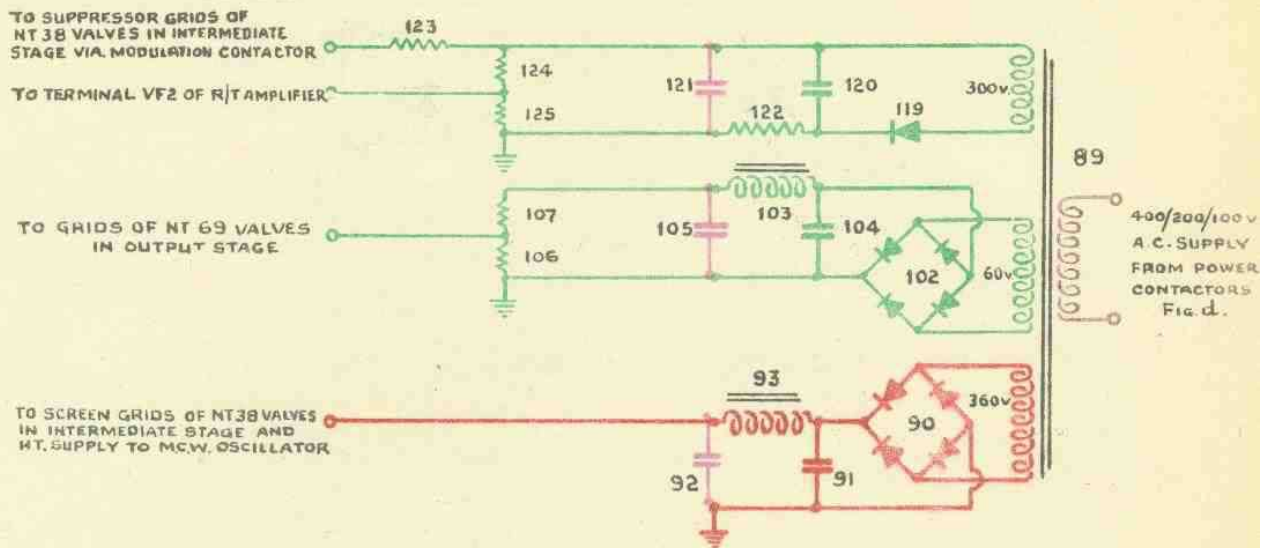 TO SUPPRESSOR GRIDS OF
NT 38 VALVES IN INTERMEDIATE
STAGE VIA. MODULATION CONTACTOR
123
124
TO TERMINAL VF2 OF R/T AMPLIFIER
125
121
122
120
119
300V.
89
107
TO GRIDS OF NT 69 VALVES
IN OUTPUT STAGE
106
105
103
104
102
60V.
400/200/100V
A.C. SUPPLY
FROM POWER
CONTACTORS
FIG. d.
93
TO SCREEN GRIDS OF NT38 VALVES
IN INTERMEDIATE STAGE AND
HT. SUPPLY TO M.C.W. OSCILLATOR
90
360V
92
91